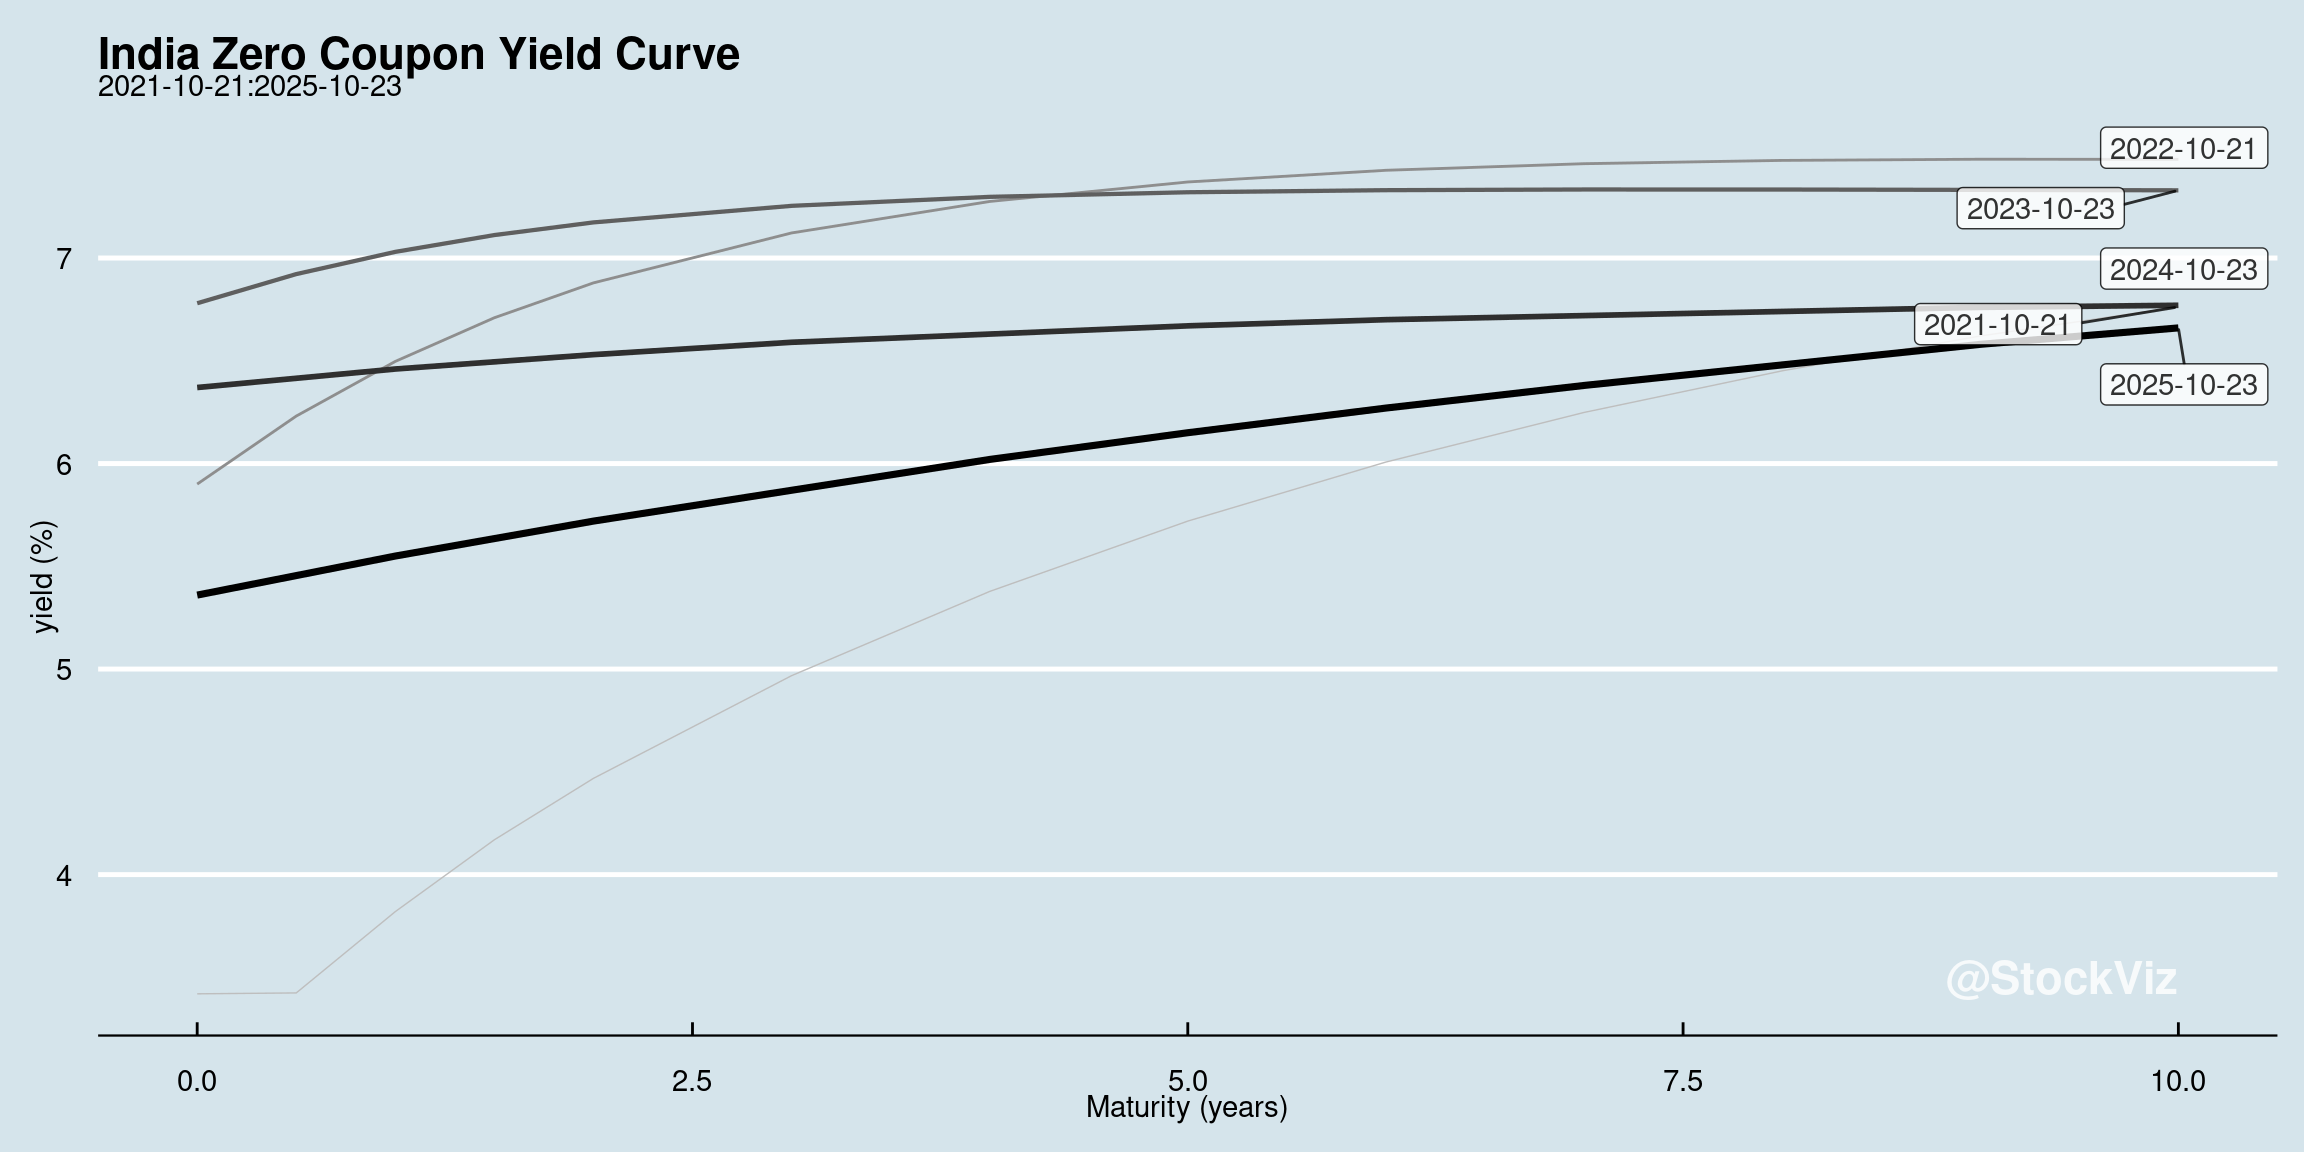 India Zero Coupon Yield Curve
2021-10-21:2025-10-23
2022-10-21
2023-10-23
2024-10-23
2021-10-21
2025-10-23
7
6
5
4
yield (%)
@StockViz
0.0 2.5 5.0 7.5 10.0
Maturity (years)